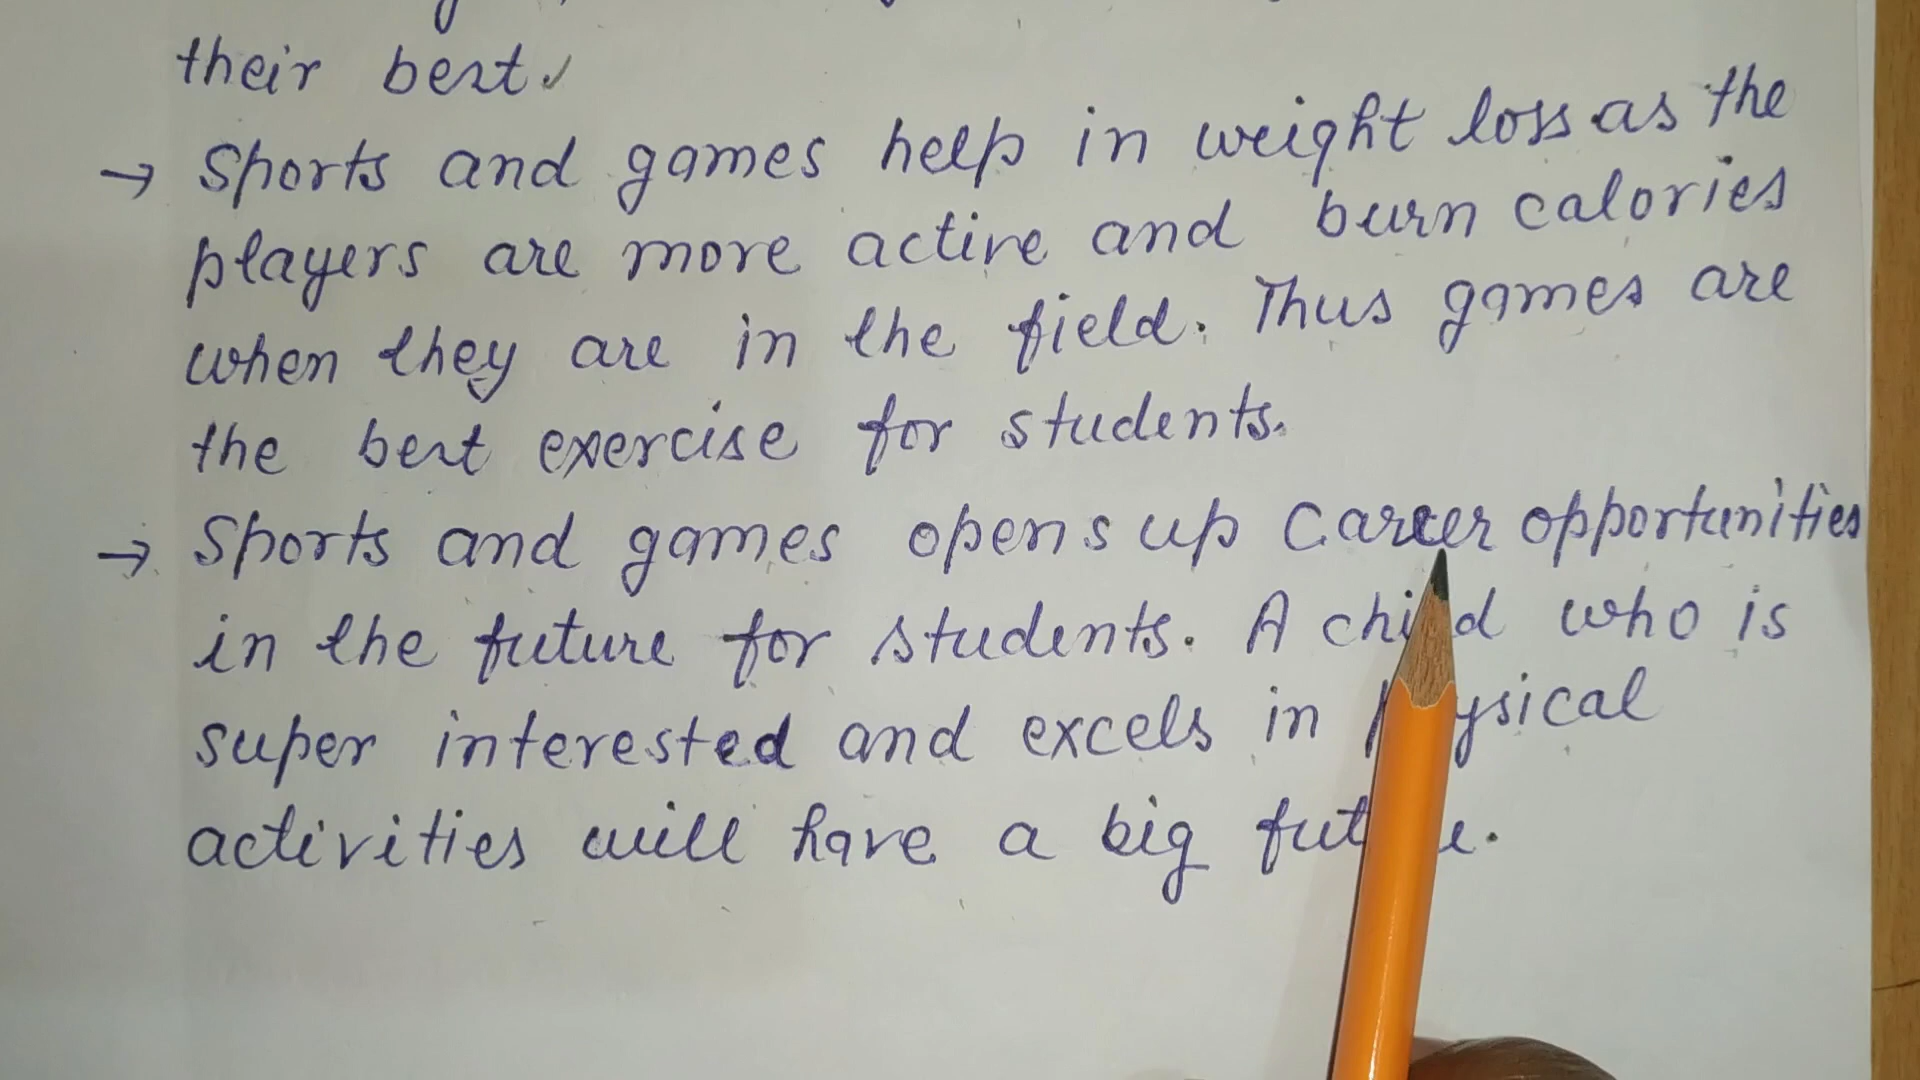 their best.
→ Sports and games help in weight loss as the
players are more active and burn calories
when they are in the field. Thus games are
the best exercise for students.
→ Sports and games opens up Career opportunities
in the future for students. A child who is
super interested and excels in physical
activities will have a big future.